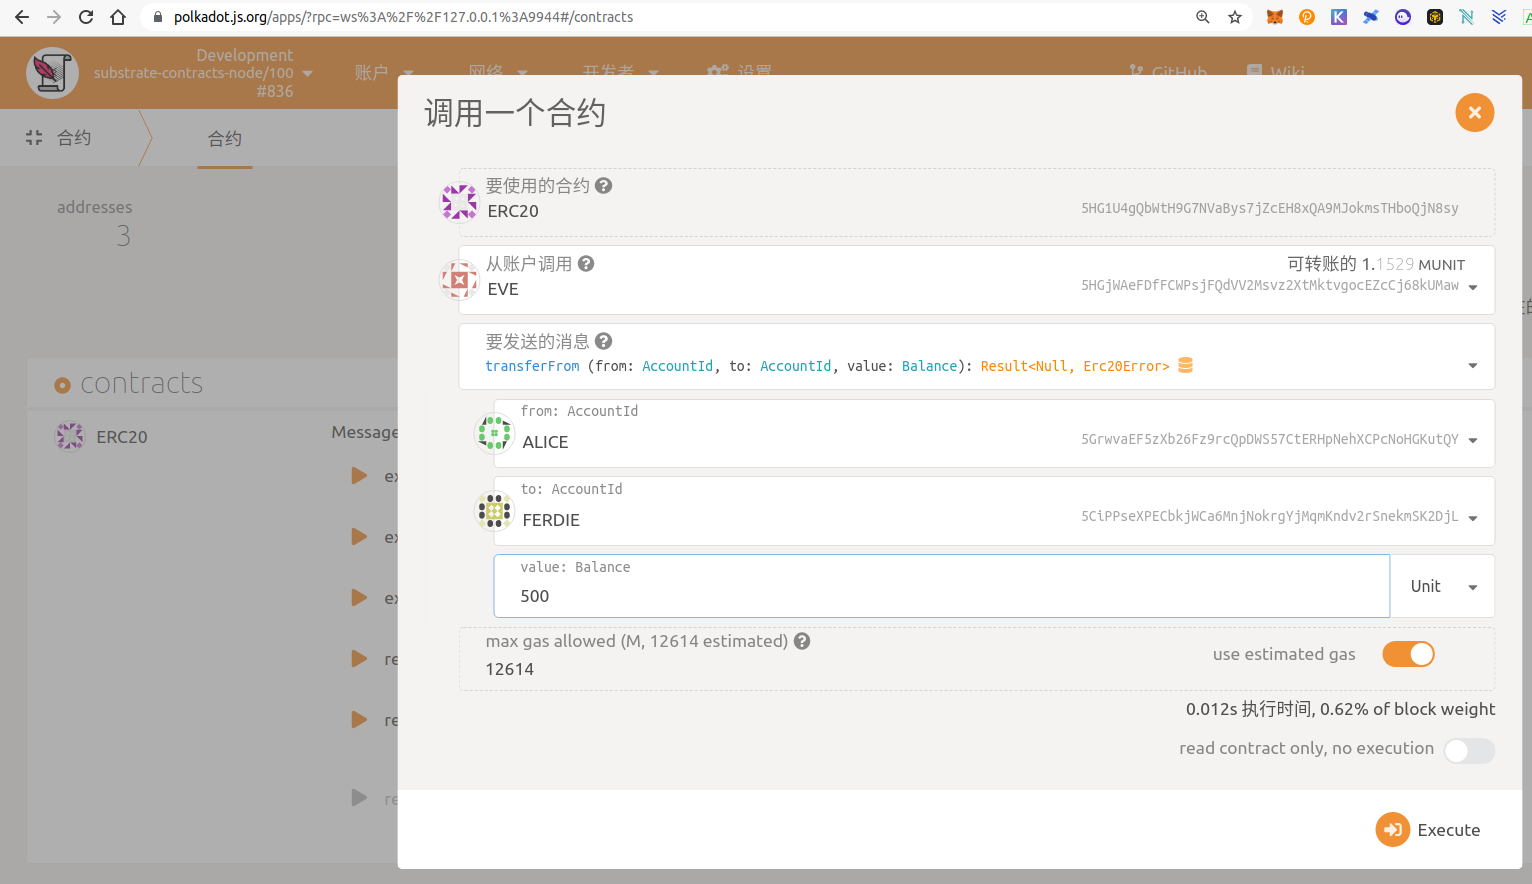 polkadot.js.org/apps/?rpc=ws%3A%2F%2F127.0.0.1%3A9944#/contracts
Development
substrate-contracts-node/100
#836
账户
网络
开发者
设置
GitHub
Wiki
合约
合约
addresses
3
contracts
ERC20
Message
ex
ex
ex
re
re
re
调用一个合约
要使用的合约
ERC20
5HG1U4gQbWtH9G7NVaBys7jZcEH8xQA9MJokmsTHboQjN8sy
从账户调用
可转账的 1.1529 MUNIT
EVE
5HGjWAeFDfFCWPsjFQdVV2Msvz2XtMktvgocEZcCj68kUMaw
要发送的消息
transferFrom (from: AccountId, to: AccountId, value: Balance): Result<Null, Erc20Error>
from: AccountId
ALICE
5GrwvaEF5zXb26Fz9rcQpDWS57CtERHpNehXCPcNoHGKutQY
to: AccountId
FERDIE
5CiPPseXPECbkjWCa6MnjNokrgYjMqmKndv2rSnekmSK2DjL
value: Balance
500
Unit
max gas allowed (M, 12614 estimated)
12614
use estimated gas
0.012s 执行时间, 0.62% of block weight
read contract only, no execution
Execute